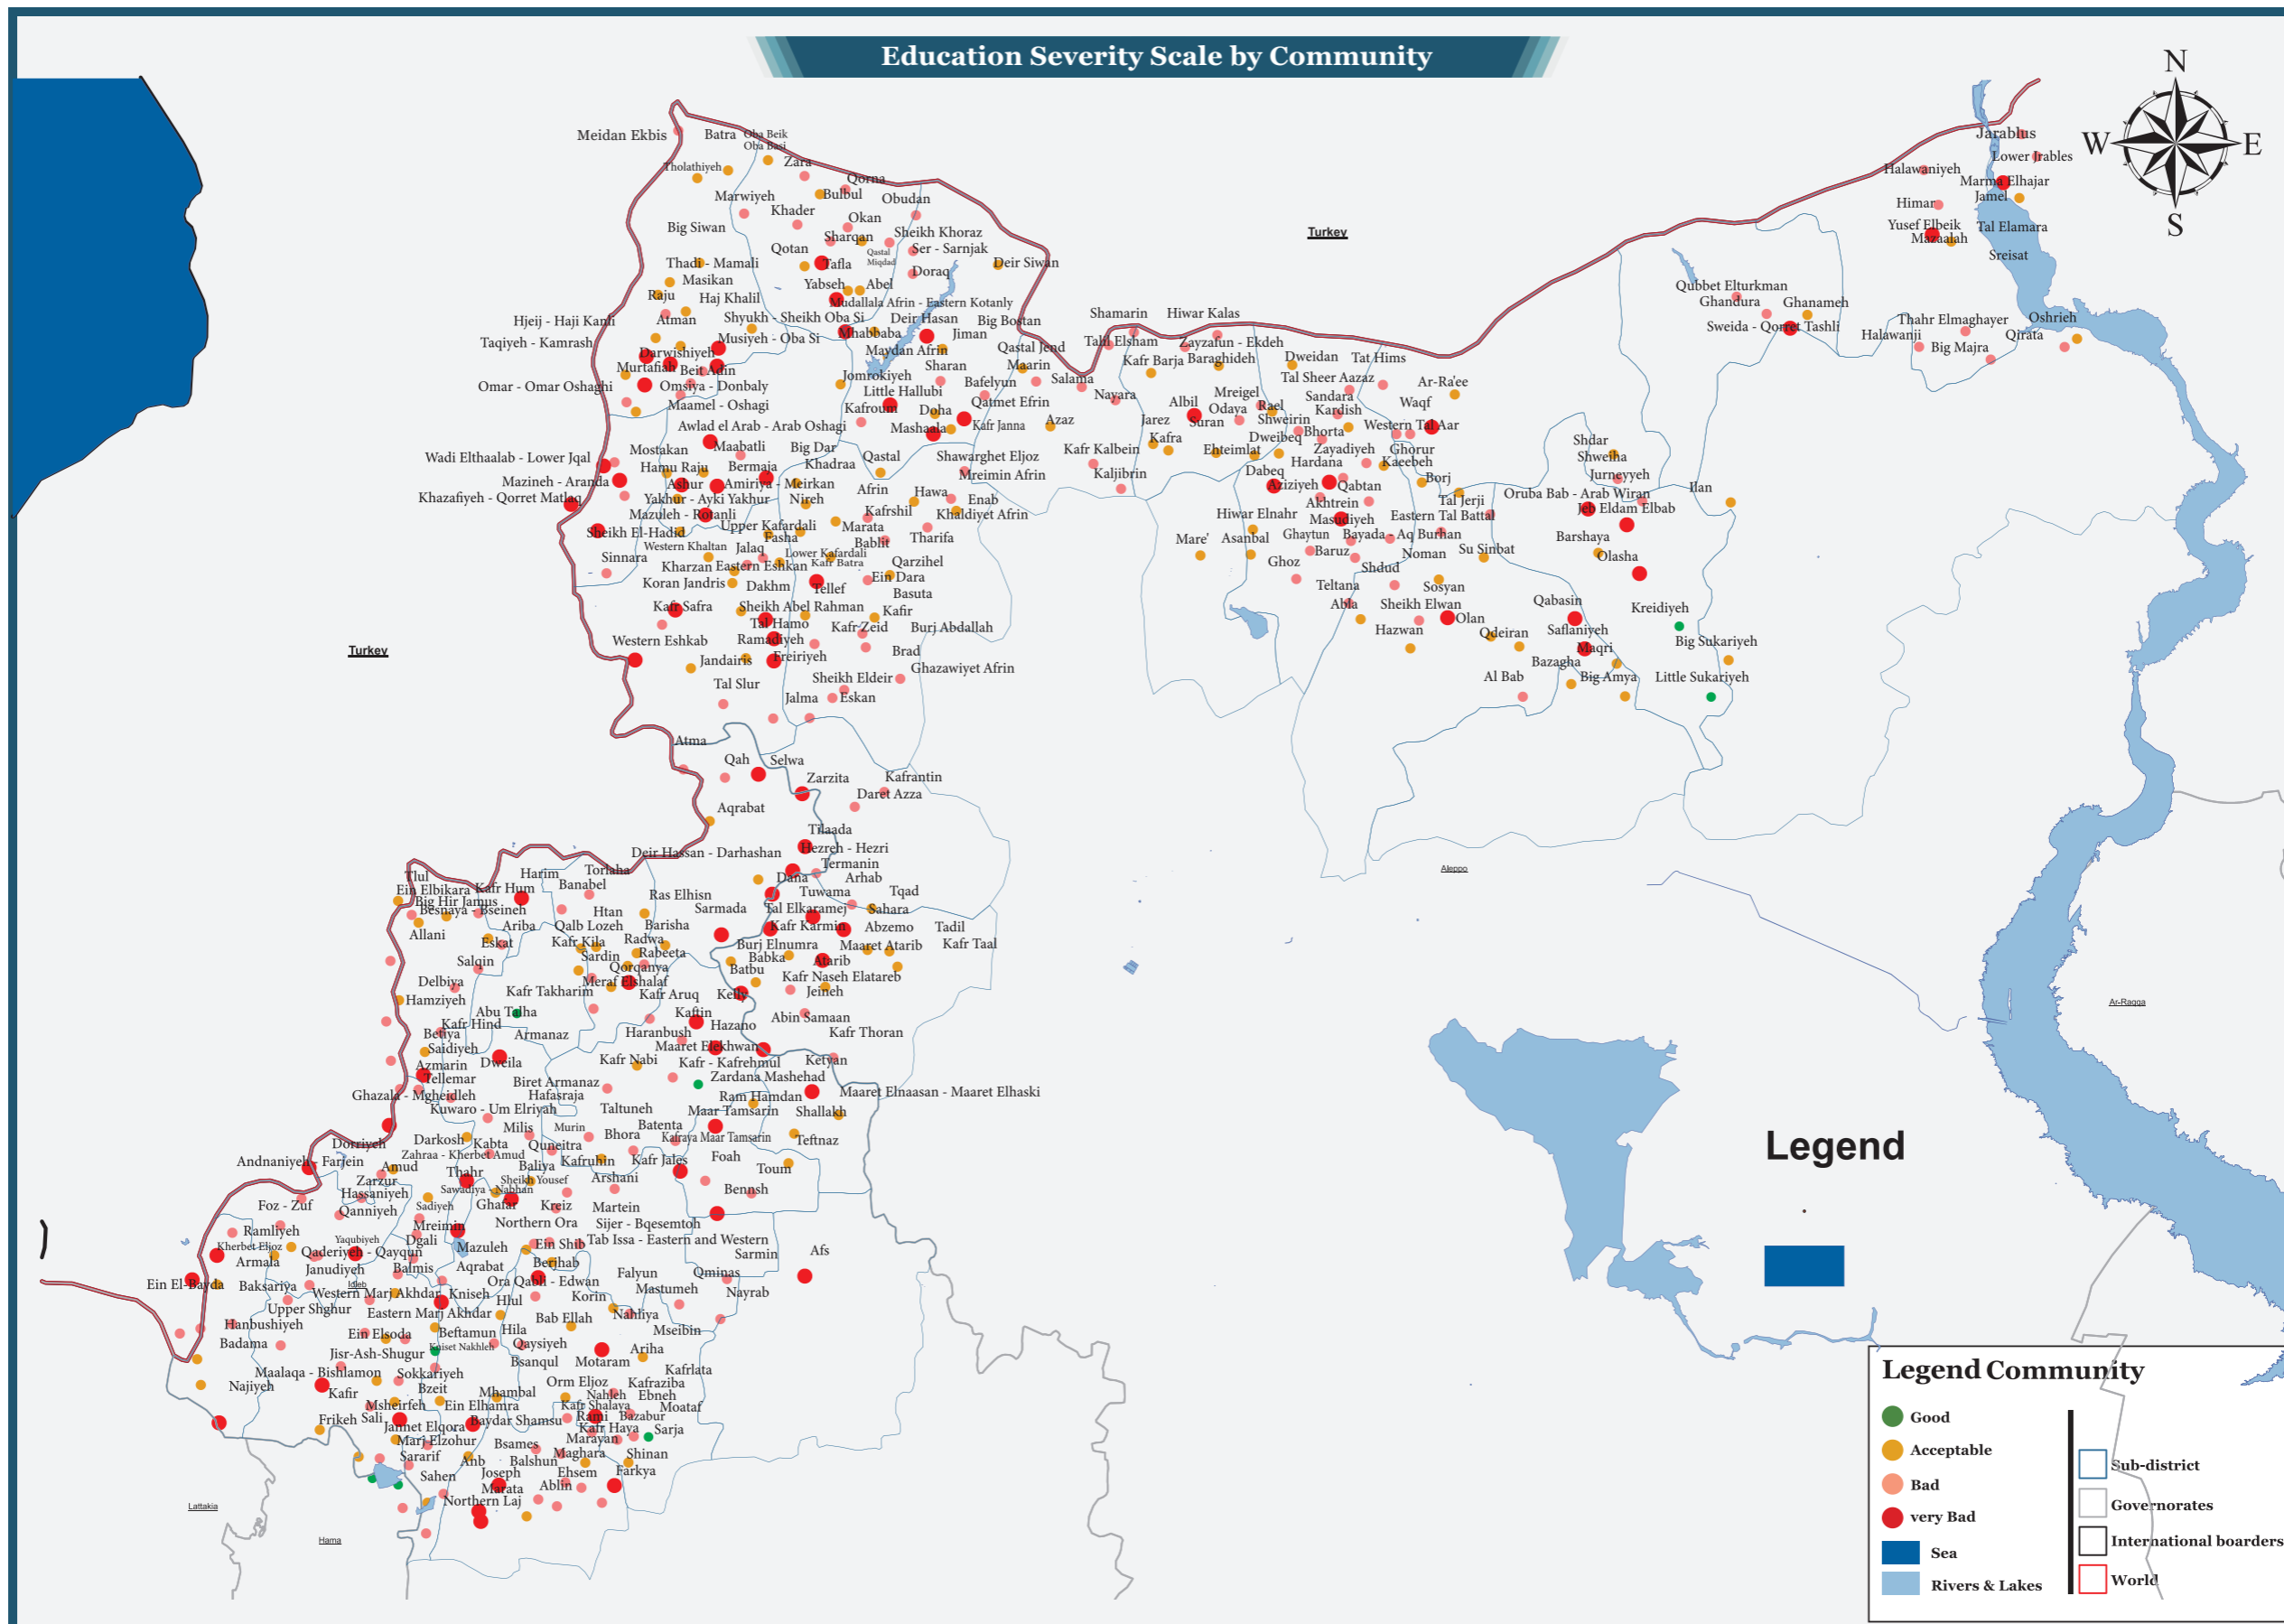 Education Severity Scale by Community
N
W
E
S
Meidan Ekbis
Batra
Oba Beik
Oba Basi
Zara
Tholathiyeh
Qorna
Bulbul
Marwiyeh
Obudan
Khader
Okan
Big Siwan
Sharqan
Sheikh Khoraz
Qotan
Qastal
Miqdad
Ser - Sarnjak
Thadi - Mamali
Tafla
Doraq
Deir Siwan
Masikan
Yabseh
Abel
Raju
Haj Khalil
Mudallala Afrin - Eastern Kotanly
Hjeij - Haji Kanli
Atman
Shyukh - Sheikh Oba Si
Deir Hasan
Big Bostan
Taqiyeh - Kamrash
Musiyeh - Oba Si
Mhabbaba
Jiman
Darwishiyeh
Maydan Afrin
Qastal Jend
Murtafiah
Beit Adin
Maarin
Omar - Omar Oshaghi
Omsiya - Donbaly
Jomrokiyeh
Little Hallubi
Bafelyun
Salama
Maamel - Oshagi
Kafroum
Doha
Qatmet Efrin
Awlad el Arab - Arab Oshagi
Mashaala
Kafr Janna
Azaz
Mostakan
Maabatli
Big Dar
Wadi Elthaalab - Lower Jqal
Hamu Raju
Bermaja
Khadraa
Qastal
Shawarghet Eljoz
Mreimin Afrin
Mazineh - Aranda
Ashur
Amiriya - Meirkan
Khazafiyeh - Qorret Matlaq
Yakhur - Ayki Yakhur
Nireh
Afrin
Hawa
Enab
Mazuleh - Rotanli
Kafrshil
Khaldiyet Afrin
Sheikh El-Hadid
Upper Kafardali
Marata
Fasha
Bablit
Tharifa
Sinnara
Western Khaltan
Jalaq
Lower Kafardali
Kharzan
Eastern Eshkan
Kafr Batra
Qarzihel
Koran Jandris
Dakhm
Tellef
Ein Dara
Basuta
Kafr Safra
Sheikh Abel Rahman
Kafir
Tal Hamo
Kafr Zeid
Burj Abdallah
Western Eshkab
Ramadiyeh
Brad
Jandairis
Freiriyeh
Ghazawiyet Afrin
Tal Slur
Sheikh Eldeir
Jalma
Eskan
Turkey
Turkey
Shamarin
Hiwar Kalas
Talil Elsham
Zayzafun - Ekdeh
Kafr Barja
Baraghideh
Dweidan
Tat Hims
Tal Sheer Aazaz
Ar-Ra'ee
Nayara
Mreigel
Sandara
Albil
Odaya
Rael
Kardish
Waqf
Jarez
Suran
Shweirin
Western Tal Aar
Kafra
Dweibeq
Bhorta
Kafr Kalbein
Ehteimlat
Zayadiyeh
Ghorur
Kaljibrin
Dabeq
Hardana
Kaeebeh
Aziziyeh
Qabtan
Borj
Akhtrein
Tal Jerji
Hiwar Elnahr
Masudiyeh
Eastern Tal Battal
Mare'
Asanbal
Ghaytun
Bayada - Aq Burhan
Baruz
Noman
Su Sinbat
Ghoz
Shdud
Teltana
Sosyan
Abla
Sheikh Elwan
Olan
Hazwan
Qdeiran
Al Bab
Shdar
Shweiha
Jurneyyeh
Oruba Bab - Arab Wiran
Ilan
Jeb Eldam Elbab
Barshaya
Olasha
Qabasin
Kreidiyeh
Saflaniyeh
Big Sukariyeh
Maqri
Bazagha
Big Amya
Little Sukariyeh
Jarablus
Lower Jrables
Halawaniyeh
Marma Elhajar
Himar
Jamel
Yusef Elbeik
Tal Elamara
Mazaalah
Sreisat
Qubbet Elturkman
Ghandura
Ghanameh
Sweida - Qorret Tashli
Thahr Elmaghayer
Oshrieh
Halawanji
Qirata
Big Majra
Atma
Qah
Selwa
Zarzita
Kafrantin
Daret Azza
Aqrabat
Tilaada
Deir Hassan - Darhashan
Hezreh - Hezri
Termanin
Dana
Arhab
Tlul
Harim
Torlaha
Ein Elbikara
Kafr Hum
Banabel
Ras Elhisn
Tuwama
Tqad
Big Hir Jamus
Besnaya - Bseineh
Htan
Sarmada
Tal Elkaramej
Sahara
Ariba
Qalb Lozeh
Barisha
Kafr Karmin
Abzemo
Tadil
Allani
Eskat
Kafr Kila
Radwa
Burj Elnumra
Maaret Atarib
Kafr Taal
Salqin
Sardin
Rabeeta
Babka
Atarib
Qorqanya
Batbu
Kafr Naseh Elatareb
Delbiya
Meraf Elshalaf
Kafr Takharim
Kafr Aruq
Kelly
Jeineh
Hamziyeh
Abu Talha
Kaftin
Abin Samaan
Kafr Hind
Haranbush
Hazano
Kafr Thoran
Betiya
Armanaz
Saidiyeh
Maaret Elekhwan
Azmarin
Dweila
Kafr Nabi
Kafr - Kafrehmul
Ketyan
Tellemar
Zardana Mashehad
Ghazala - Mgheidleh
Biret Armanaz
Hafasraja
Ram Hamdan
Maaret Elnaasan - Maaret Elhaski
Kuwaro - Um Elriyah
Taltuneh
Maar Tamsarin
Shallakh
Milis
Murin
Batenta
Darkosh
Kabta
Bhora
Kafraya Maar Tamsarin
Teftnaz
Dorriyeh
Zahraa - Kherbet Amud
Quneitra
Andnaniyeh - Farjein
Amud
Baliya
Kafruhin
Kafr Jales
Foah
Toum
Zarzur
Thahr
Sheikh Yousef
Arshani
Bennsh
Hassaniyeh
Sawadiya - Nabhan
Foz - Zuf
Qanniyeh
Sadiyeh
Ghafar
Kreiz
Martein
Ramliyeh
Mreimin
Northern Ora
Sijer - Bqesemtoh
Kherbet Eljoz
Yaqubiyeh
Dgali
Mazuleh
Ein Shib
Tab Issa - Eastern and Western
Armala
Qaderiyeh - Qayqun
Sarmin
Afs
Janudiyeh
Balmis
Aqrabat
Berjhab
Ein El-Bayda
Baksariya
Idleb
Ora Qabli - Edwan
Falyun
Qminas
Western Marj Akhdar
Kniseh
Mastumeh
Nayrab
Upper Shghur
Eastern Marj Akhdar
Hlul
Korin
Hanbushiyeh
Bab Ellah
Nahliya
Badama
Ein Elsoda
Beftamun
Hila
Mseibin
Jisr-Ash-Shugur
Kniset Nakhleh
Qaysiyeh
Ariha
Bsanqul
Motaram
Maalaqa - Bishlamon
Sokkariyeh
Kafrlata
Najiyeh
Kafir
Bzeit
Mhambal
Orm Eljoz
Kafraziba
Nahleh
Ebneh
Msheirfeh
Ein Elhamra
Kafr Shalaya
Moataf
Frikeh
Sali
Jannet Elqora
Baydar Shamsu
Rami
Bazabur
Kafr Haya
Sarja
Marj Elzohur
Bsames
Marayan
Sararif
Anb
Balshun
Maghara
Shinan
Sahen
Joseph
Ehsem
Farkya
Marata
Ablin
Northern Laj
Lattakia
Hama
Aleppo
Ar-Raqqa
Legend
Legend Community
Good
Acceptable
Bad
very Bad
Sea
Rivers & Lakes
Sub-district
Governorates
International boarders
World